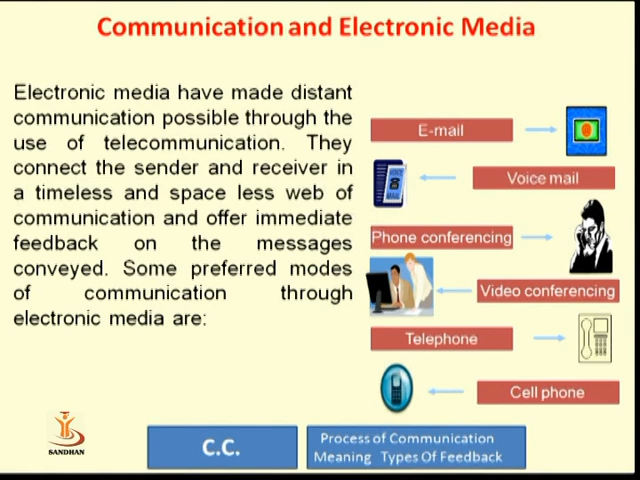 Communication and Electronic Media
Electronic media have made distant
communication possible through the
use of telecommunication. They
connect the sender and receiver in
a timeless and space less web of
communication and offer immediate
feedback on the messages
conveyed. Some preferred modes
of communication through
electronic media are:
E-mail
VOICE
MAIL
Voice mail
Phone conferencing
Video conferencing
Telephone
Cell phone
SANDHAN
C.C.
Process of Communication
Meaning Types Of Feedback